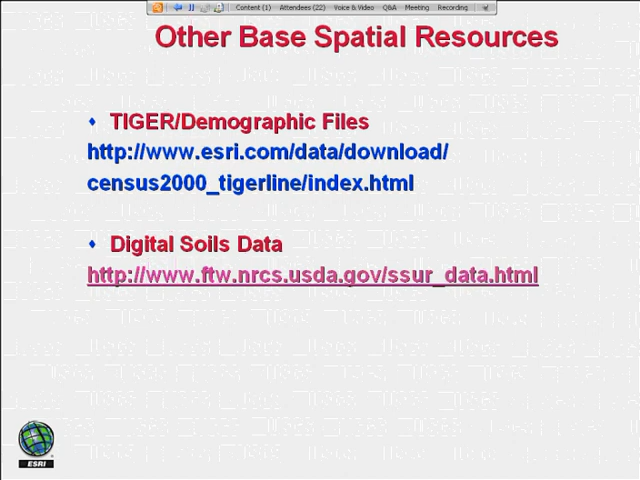 Content (1) Attendees (22) Voice & Video Q&A Meeting Recording
Other Base Spatial Resources
TIGER/Demographic Files
http://www.esri.com/data/download/
census2000_tigerline/index.html
Digital Soils Data
http://www.ftw.nrcs.usda.gov/ssur_data.html
ESRI